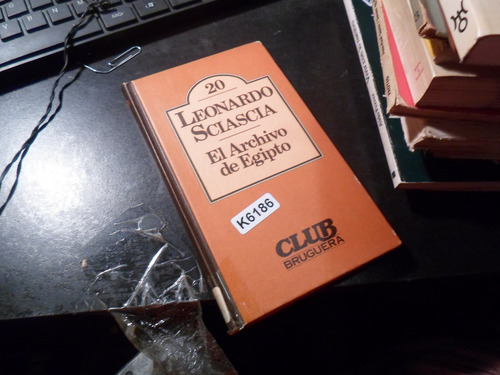 20
LEONARDO
SCIASCIA
El Archivo
de Egipto
K6186
CLUB
BRUGUERA